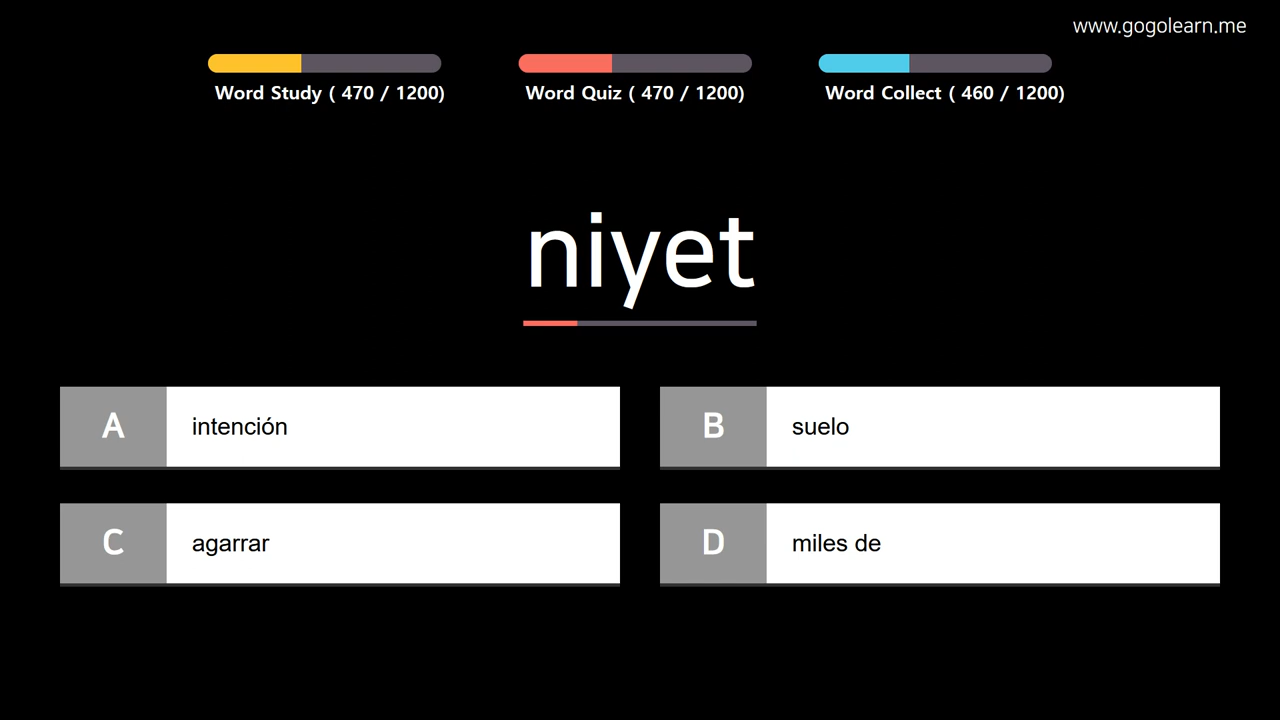 www.gogolearn.me
Word Study ( 470 / 1200)
Word Quiz ( 470 / 1200)
Word Collect ( 460 / 1200)
niyet
A intención
B suelo
C agarrar
D miles de